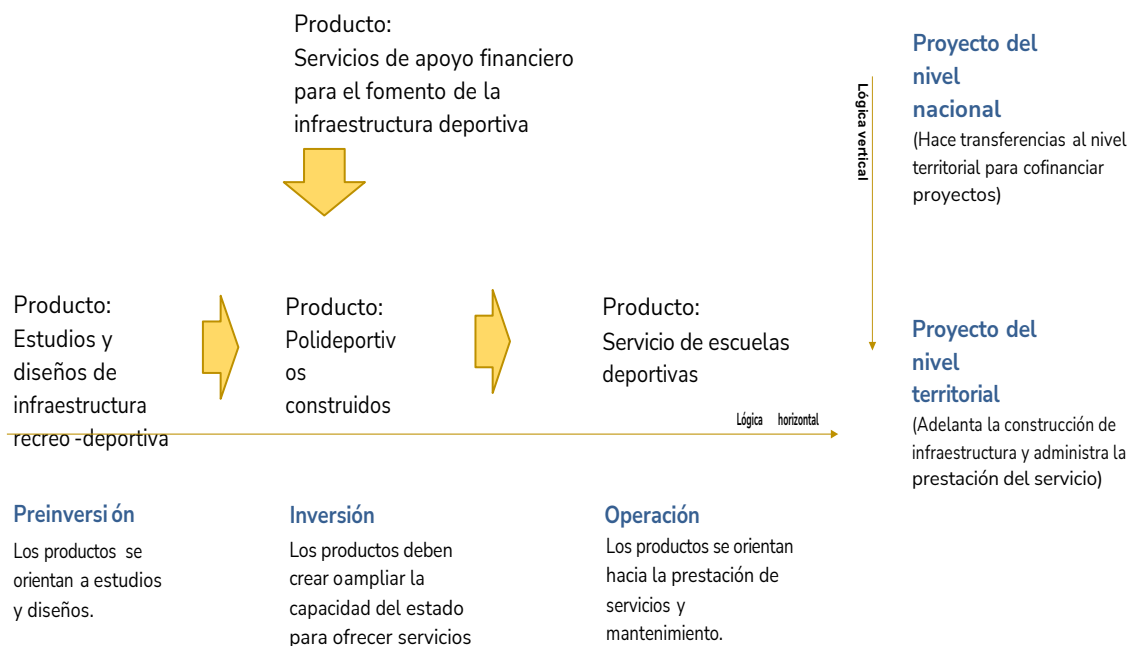 Producto:
Servicios de apoyo financiero
para el fomento de la
infraestructura deportiva
Lógica vertical
Proyecto del
nivel
nacional
(Hace transferencias al nivel
territorial para cofinanciar
proyectos)
Producto:
Estudios y
diseños de
infraestructura
recreo -deportiva
Producto:
Polideportiv
os
construidos
Producto:
Servicio de escuelas
deportivas
Lógica horizontal
Proyecto del
nivel
territorial
(Adelanta la construcción de
infraestructura y administra la
prestación del servicio)
Preinversi ón
Los productos se
orientan a estudios
y diseños.
Inversión
Los productos deben
crear oampliar la
capacidad del estado
para ofrecer servicios
Operación
Los productos se orientan
hacia la prestación de
servicios y
mantenimiento.